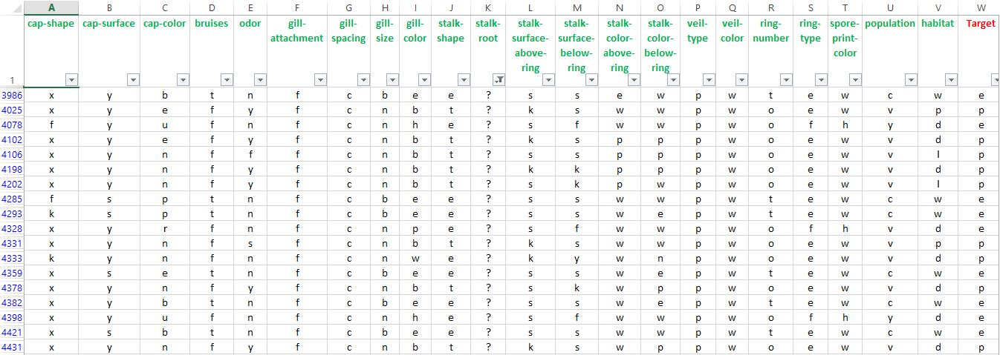 A B C D E F G H I J K L M N O P Q R S T U V W
1 cap-shape cap-surface cap-color bruises odor gill-attachment gill-spacing gill-size gill-color stalk-shape stalk-root stalk-surface-above-ring stalk-surface-below-ring stalk-color-above-ring stalk-color-below-ring veil-type veil-color ring-number ring-type spore-print-color population habitat Target
3986 x y b t n f c b e e ? s s e w p w t e w c w e
4025 x y e f y f c n b t ? k s w w p w o e w v p p
4078 f y u f n f c n h e ? s f w w p w o f h y d e
4102 x y e f y f c n b t ? k s p p p w o e w v d p
4106 x y n f f f c n b t ? s s p p p w o e w v l p
4198 x y n f y f c n b t ? k k p p p w o e w v d p
4202 x y n f y f c n b t ? s k p w p w o e w v l p
4285 f s p t n f c b e e ? s s w w p w t e w c w e
4293 k s p t n f c b e e ? s s w e p w t e w c w e
4328 x y r f n f c n p e ? s f w w p w o f h v d e
4331 x y n f s f c n b t ? k s w w p w o e w v p p
4333 k y n f n f c n w e ? k y w n p w o e w v d p
4359 x s e t n f c b e e ? s s w e p w t e w c w e
4378 x y n f y f c n b t ? s k w p p w o e w v d p
4382 x y b t n f c b e e ? s s w e p w t e w c w e
4398 x y u f n f c n h e ? s f w w p w o f h y d e
4421 x s b t n f c b e e ? s s w w p w t e w c w e
4431 x y n f y f c n b t ? k s w p p w o e w v d p